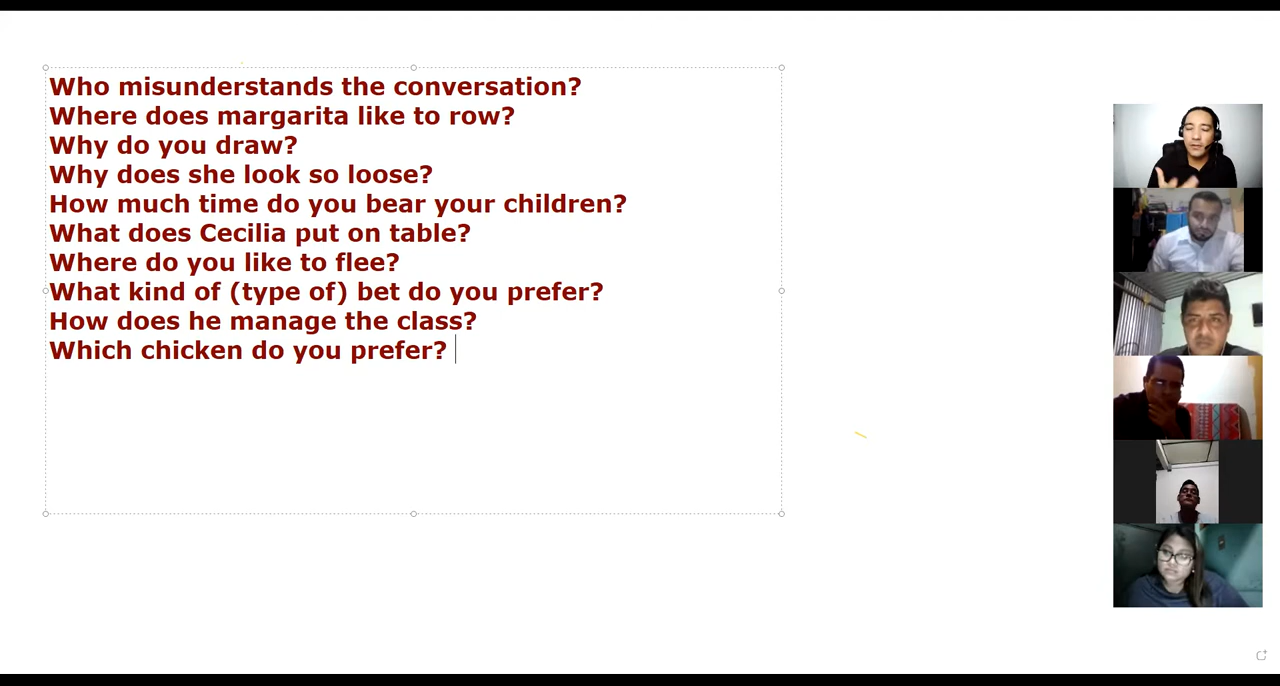 Who misunderstands the conversation?
Where does margarita like to row?
Why do you draw?
Why does she look so loose?
How much time do you bear your children?
What does Cecilia put on table?
Where do you like to flee?
What kind of (type of) bet do you prefer?
How does he manage the class?
Which chicken do you prefer?